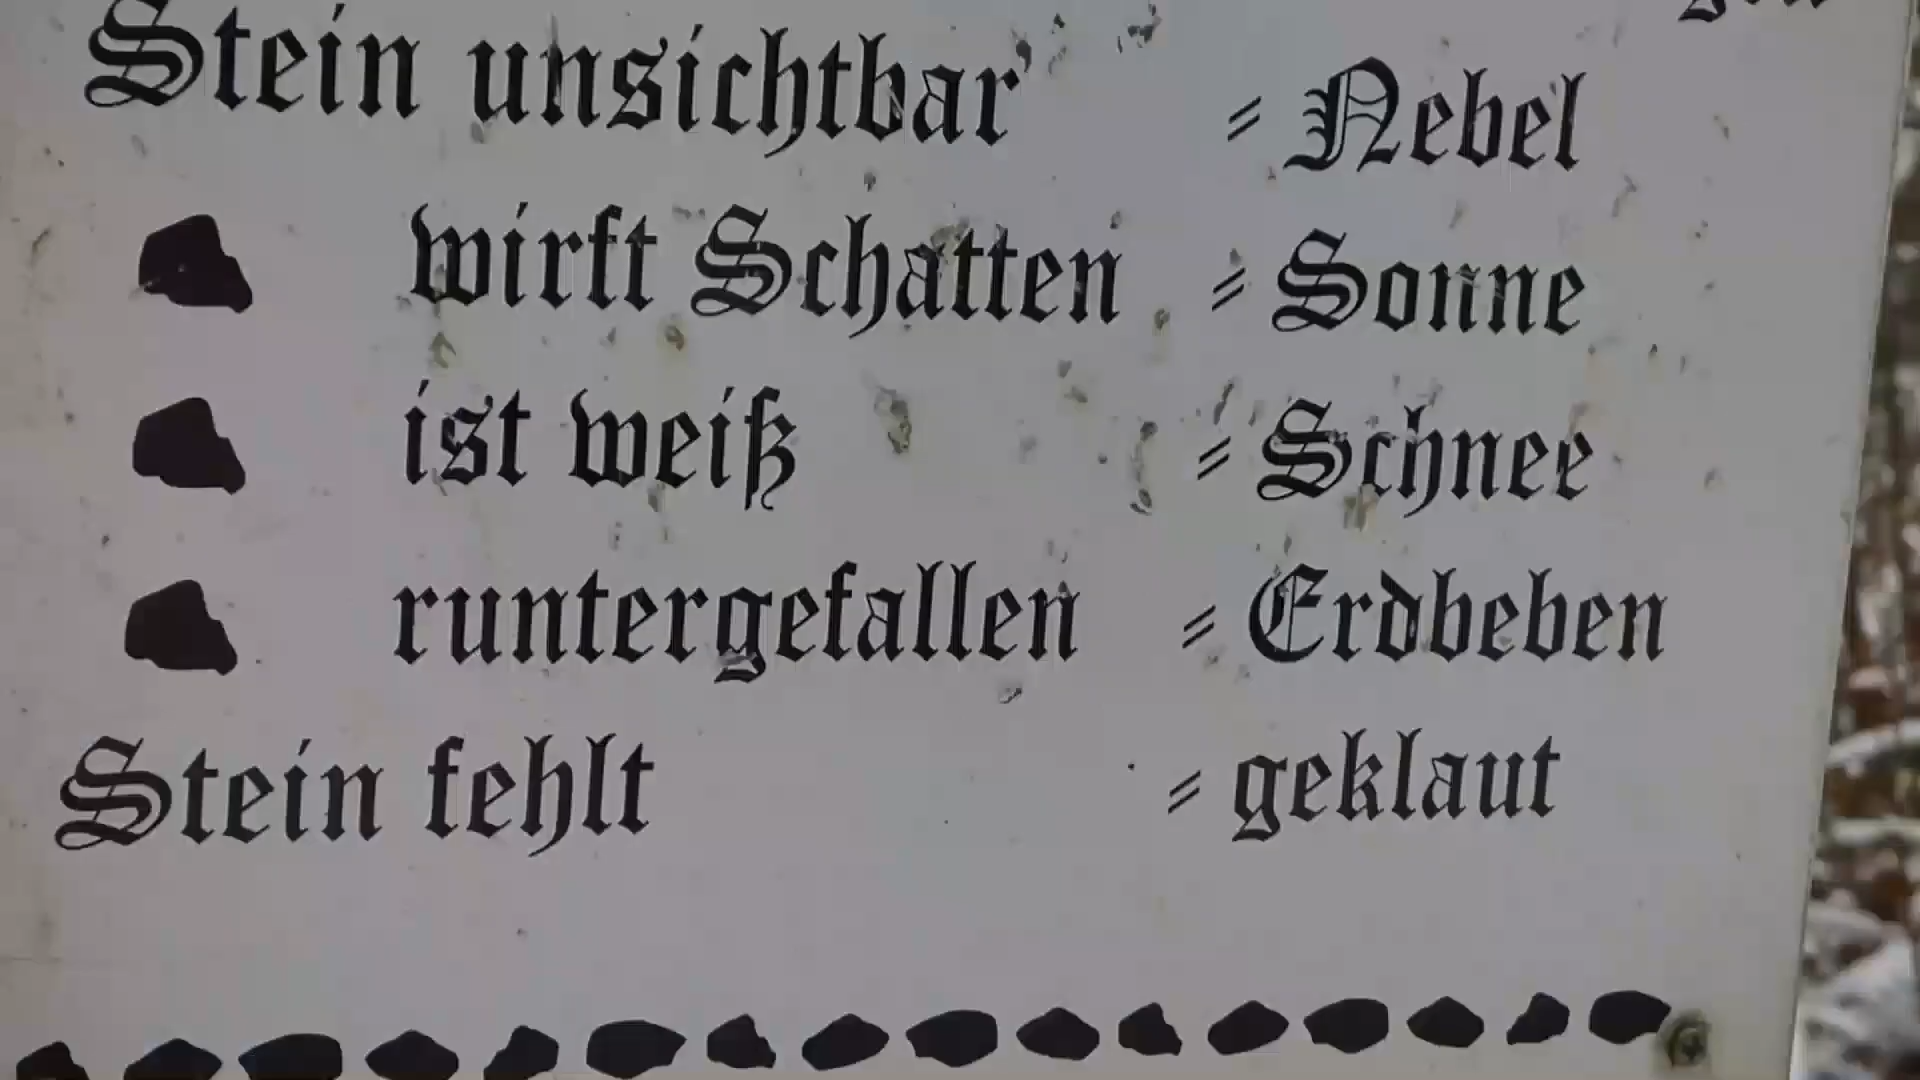 Stein unsichtbar = Nebel
wirft Schatten = Sonne
ist weiß = Schnee
runtergefallen = Erdbeben
Stein fehlt = geklaut